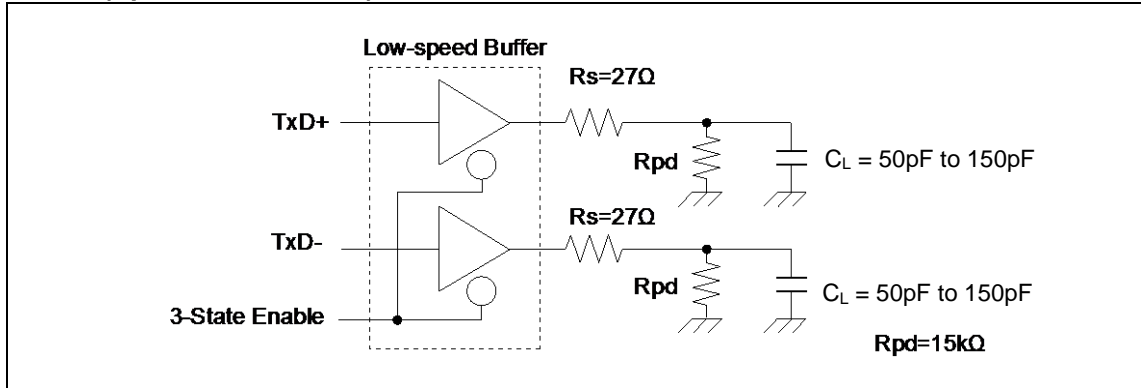 Low-speed Buffer
Rs=27Ω
TxD+
Rpd
CL = 50pF to 150pF
Rs=27Ω
TxD-
Rpd
CL = 50pF to 150pF
3-State Enable
Rpd=15kΩ